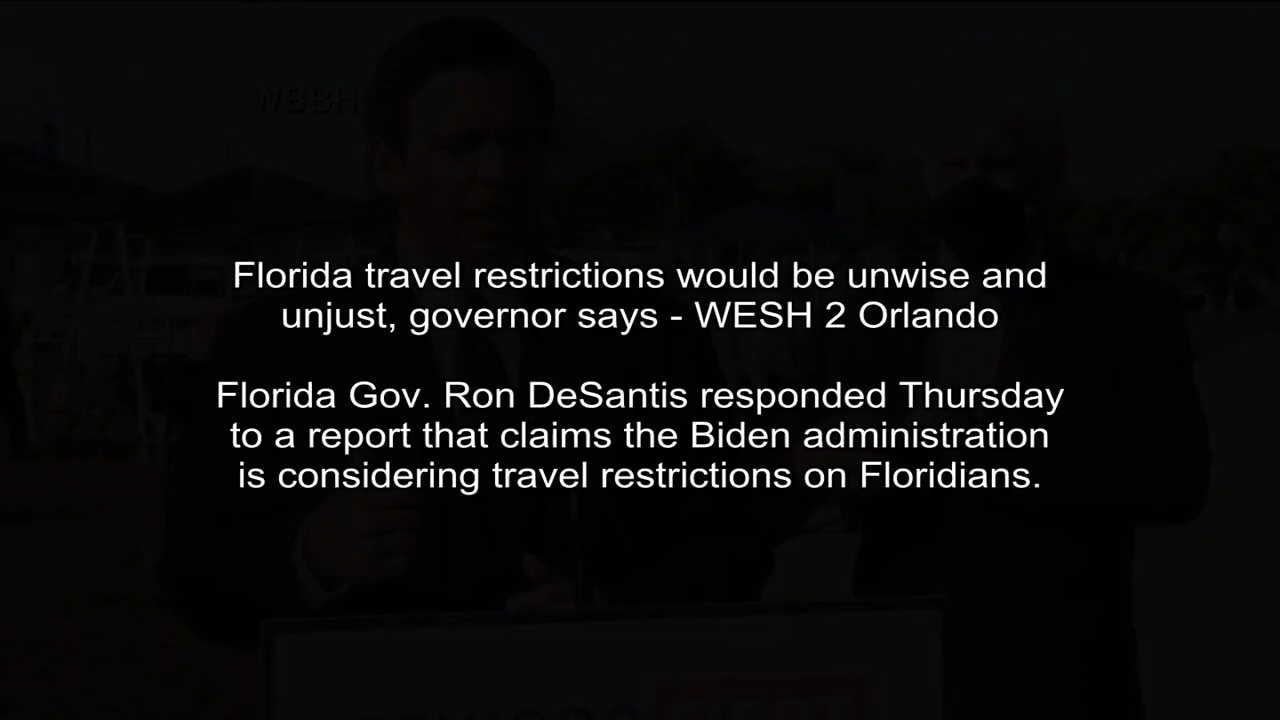 WBBH
Florida travel restrictions would be unwise and
unjust, governor says - WESH 2 Orlando
Florida Gov. Ron DeSantis responded Thursday
to a report that claims the Biden administration
is considering travel restrictions on Floridians.